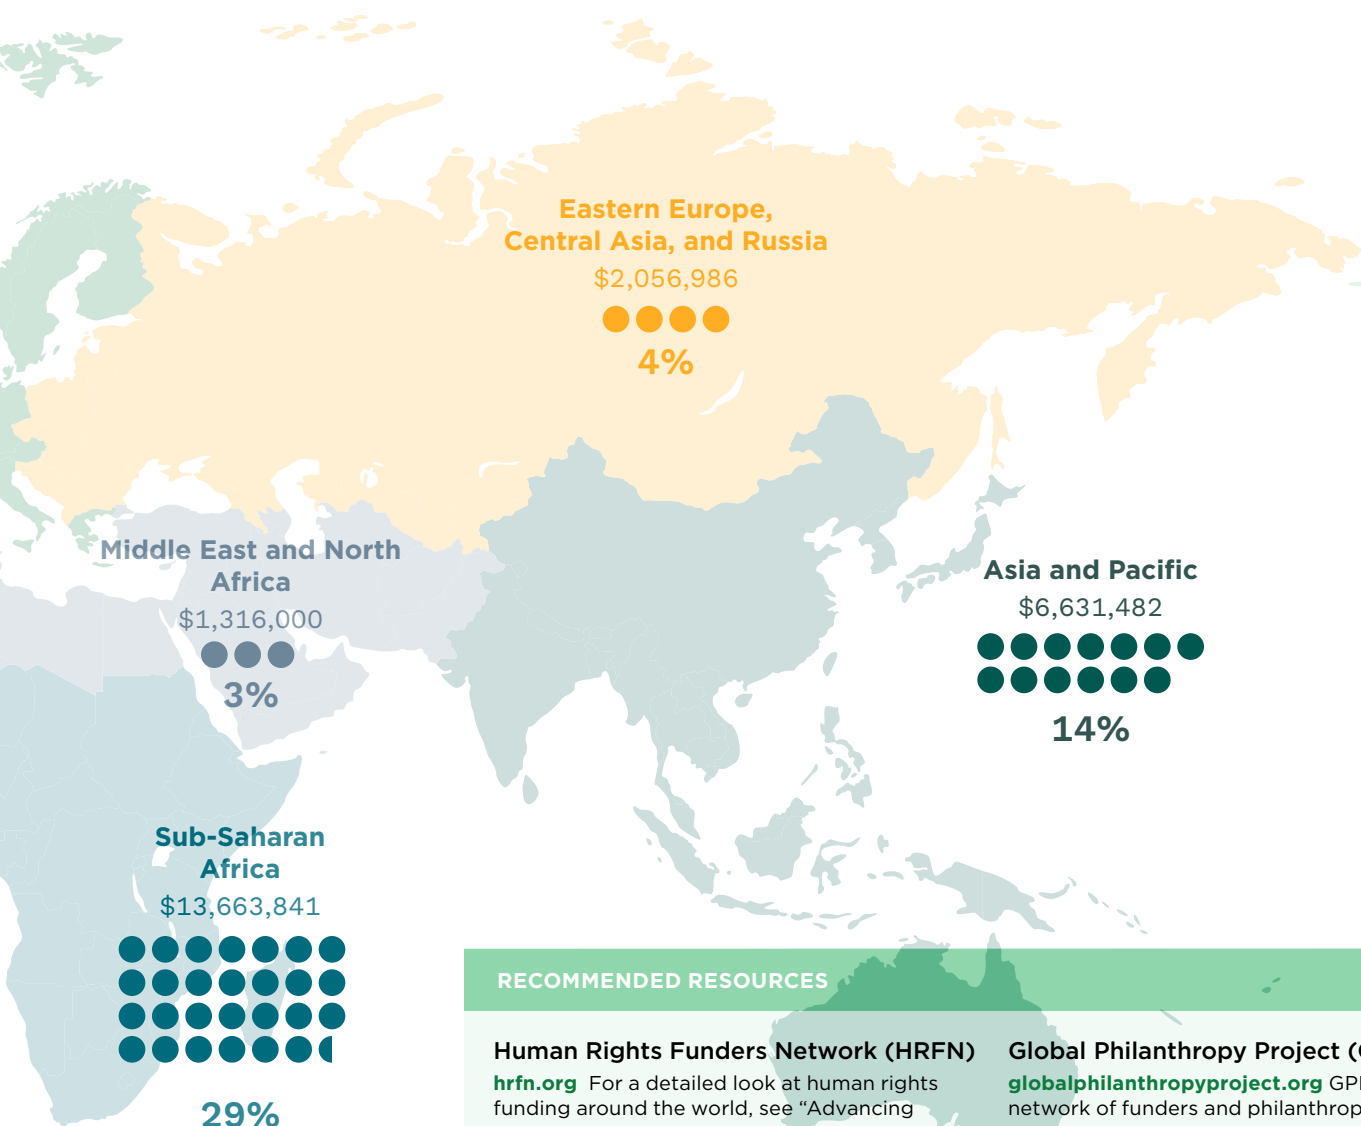 Eastern Europe,
Central Asia, and Russia
$2,056,986
4%
Middle East and North
Africa
$1,316,000
3%
Asia and Pacific
$6,631,482
14%
Sub-Saharan
Africa
$13,663,841
29%
RECOMMENDED RESOURCES
Human Rights Funders Network (HRFN)
hrfn.org For a detailed look at human rights
funding around the world, see “Advancing
Global Philanthropy Project (
globalphilanthropyproject.org
network of funders and